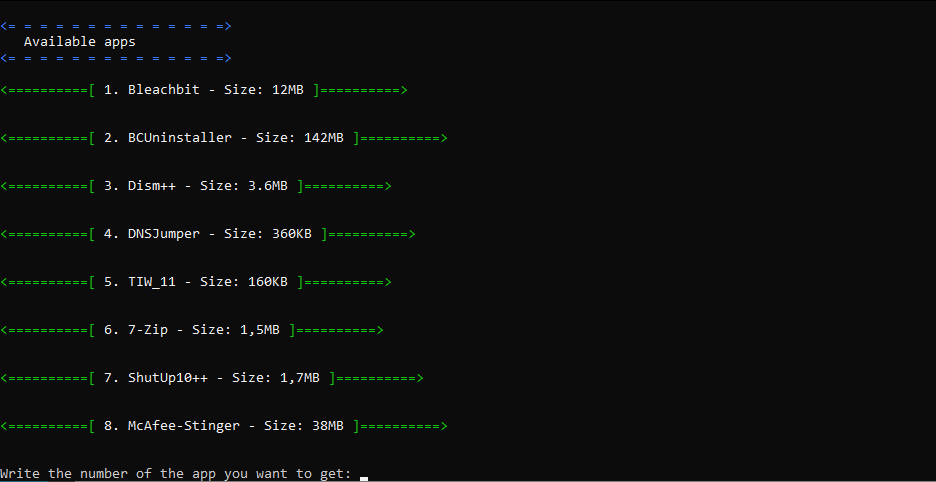 <= = = = = = = = = = = = = =>
   Available apps
<= = = = = = = = = = = = = =>
<==========[ 1. Bleachbit - Size: 12MB ]==========>
<==========[ 2. BCUninstaller - Size: 142MB ]==========>
<==========[ 3. Dism++ - Size: 3.6MB ]==========>
<==========[ 4. DNSJumper - Size: 360KB ]==========>
<==========[ 5. TIW_11 - Size: 160KB ]==========>
<==========[ 6. 7-Zip - Size: 1,5MB ]==========>
<==========[ 7. ShutUp10++ - Size: 1,7MB ]==========>
<==========[ 8. McAfee-Stinger - Size: 38MB ]==========>
Write the number of the app you want to get: